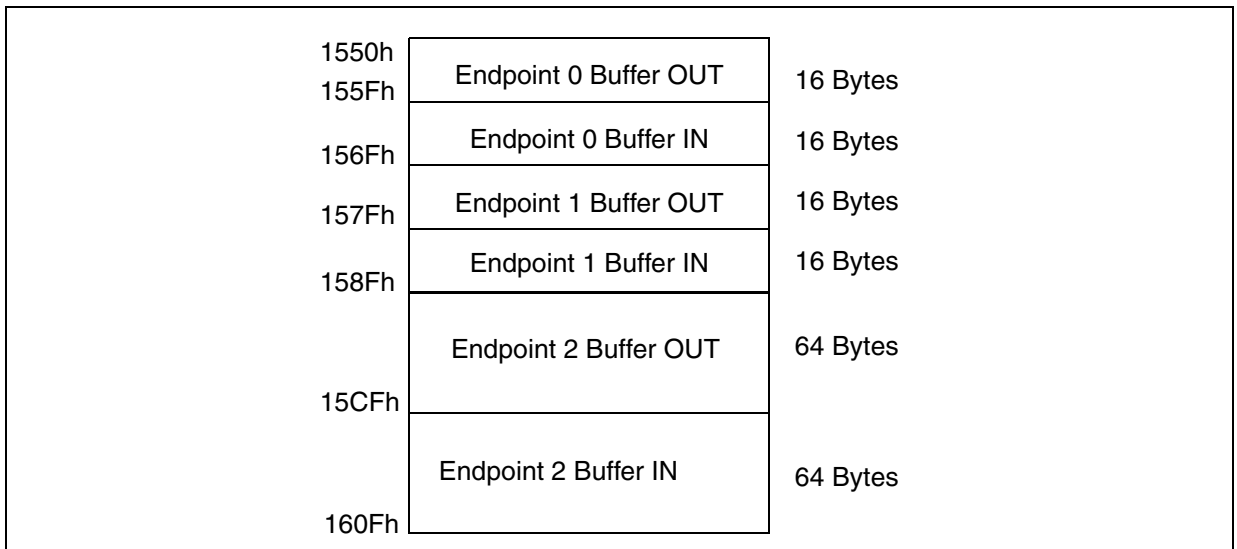 1550h
Endpoint 0 Buffer OUT
16 Bytes
155Fh
Endpoint 0 Buffer IN
16 Bytes
156Fh
Endpoint 1 Buffer OUT
16 Bytes
157Fh
Endpoint 1 Buffer IN
16 Bytes
158Fh
Endpoint 2 Buffer OUT
64 Bytes
15CFh
Endpoint 2 Buffer IN
64 Bytes
160Fh